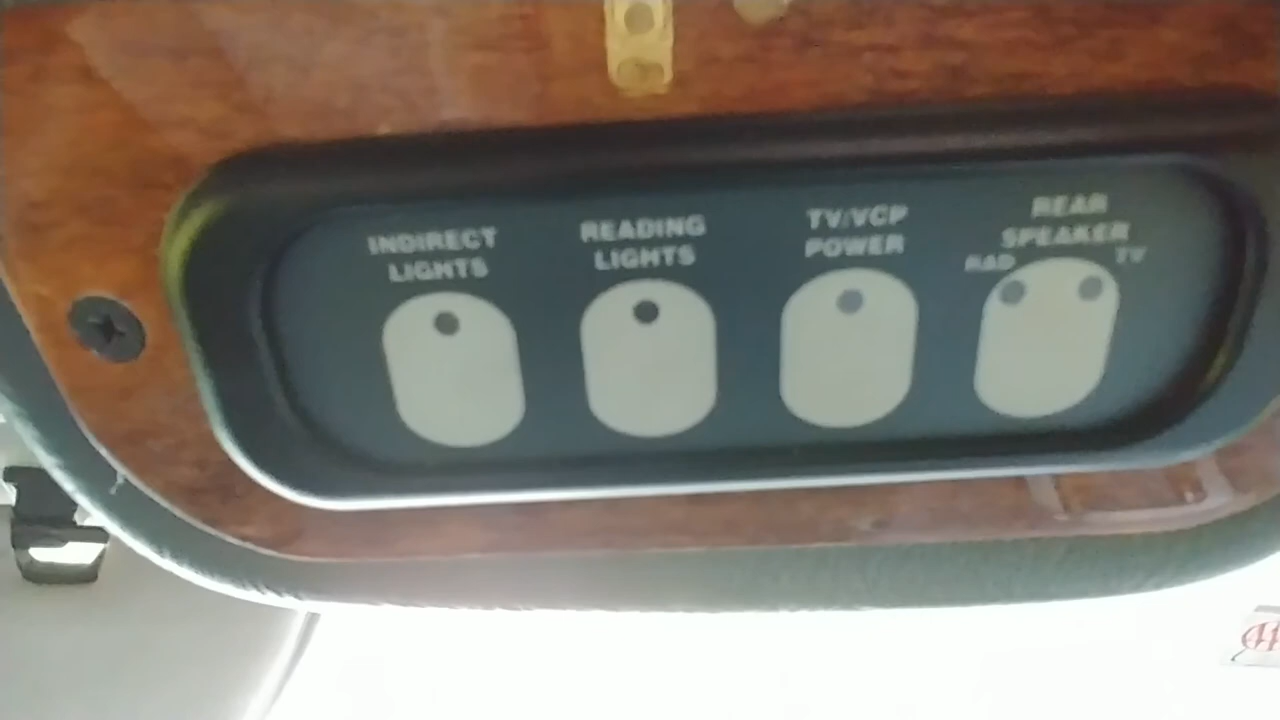 INDIRECT
LIGHTS
READING
LIGHTS
TV/VCP
POWER
REAR
SPEAKER
RAD
TV